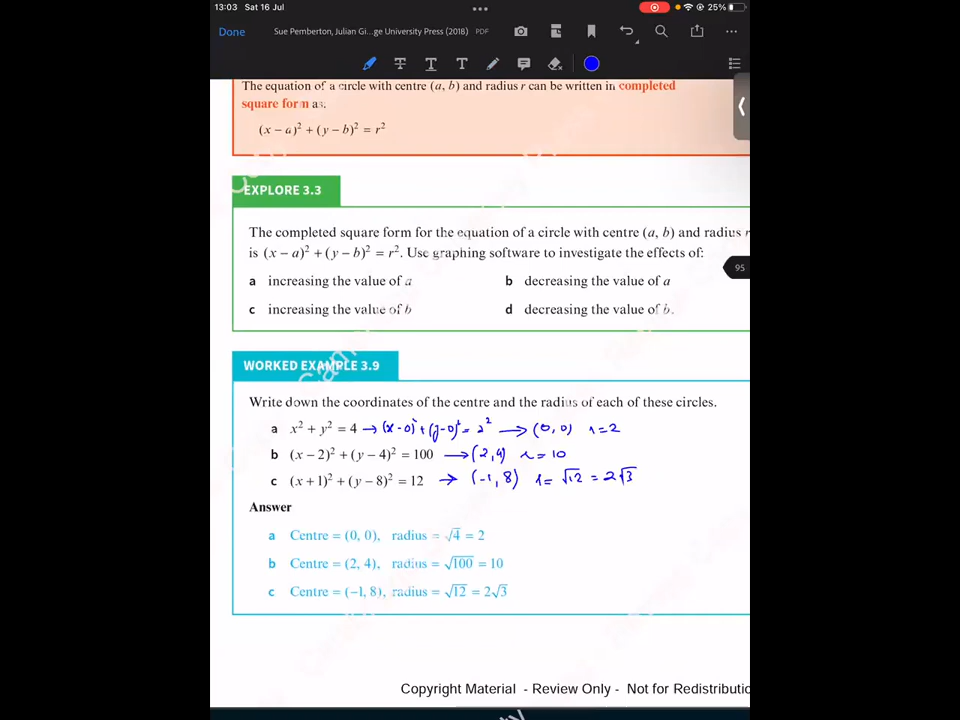 13:03 Sat 16 Jul 25%
Done Sue Pemberton, Julian Gi...ge University Press (2018) PDF
The equation of a circle with centre (a, b) and radius r can be written in completed
square form as:
(x − a)² + (y − b)² = r²
EXPLORE 3.3
The completed square form for the equation of a circle with centre (a, b) and radius r
is (x − a)² + (y − b)² = r². Use graphing software to investigate the effects of:
95
a increasing the value of a b decreasing the value of a
c increasing the value of b d decreasing the value of b.
WORKED EXAMPLE 3.9
Write down the coordinates of the centre and the radius of each of these circles.
a x² + y² = 4 → (x-0)² + (y-0)² = 2² → (0, 0) r = 2
b (x − 2)² + (y − 4)² = 100 → (2, 4) r = 10
c (x + 1)² + (y − 8)² = 12 → (-1, 8) r = √12 = 2√3
Answer
a Centre = (0, 0), radius = √4 = 2
b Centre = (2, 4), radius = √100 = 10
c Centre = (−1, 8), radius = √12 = 2√3
Copyright Material - Review Only - Not for Redistributio